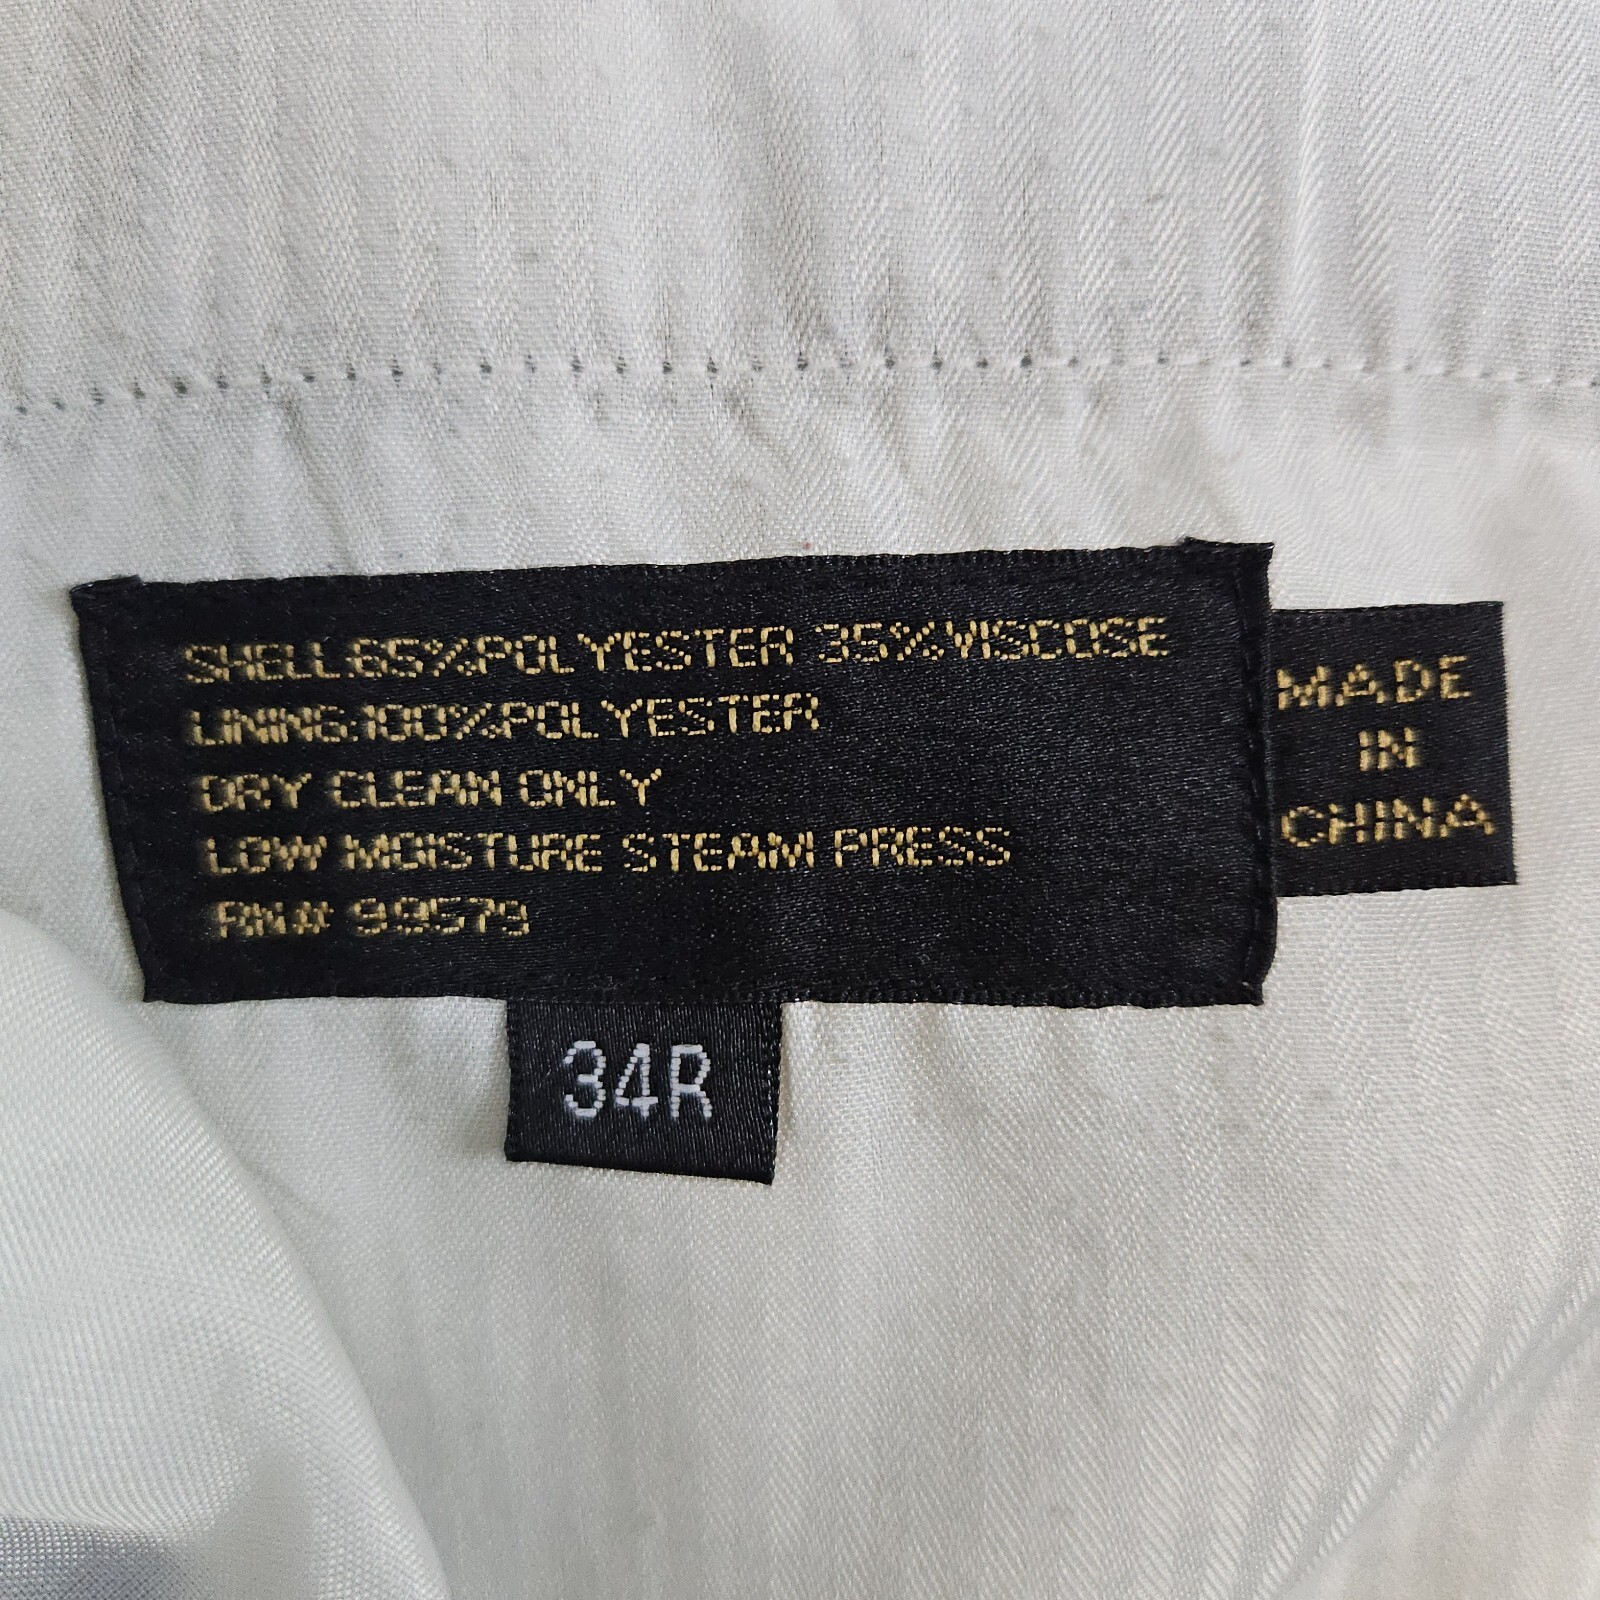 SHELL:65%POLYESTER 35%VISCOSE
LINING:100%POLYESTER
DRY CLEAN ONLY
LOW MOISTURE STEAM PRESS
RN# 99579
MADE
IN
CHINA
34R